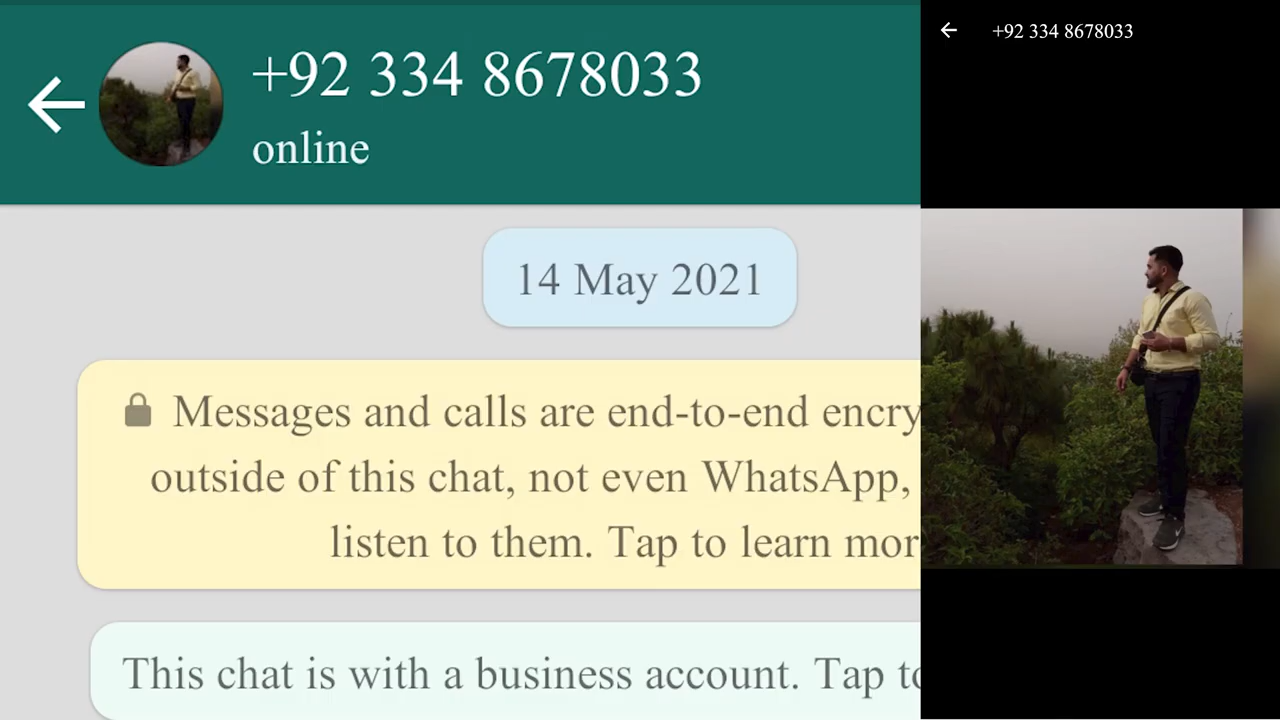 +92 334 8678033
online
14 May 2021
Messages and calls are end-to-end encry
outside of this chat, not even WhatsApp,
listen to them. Tap to learn mor
This chat is with a business account. Tap to
+92 334 8678033